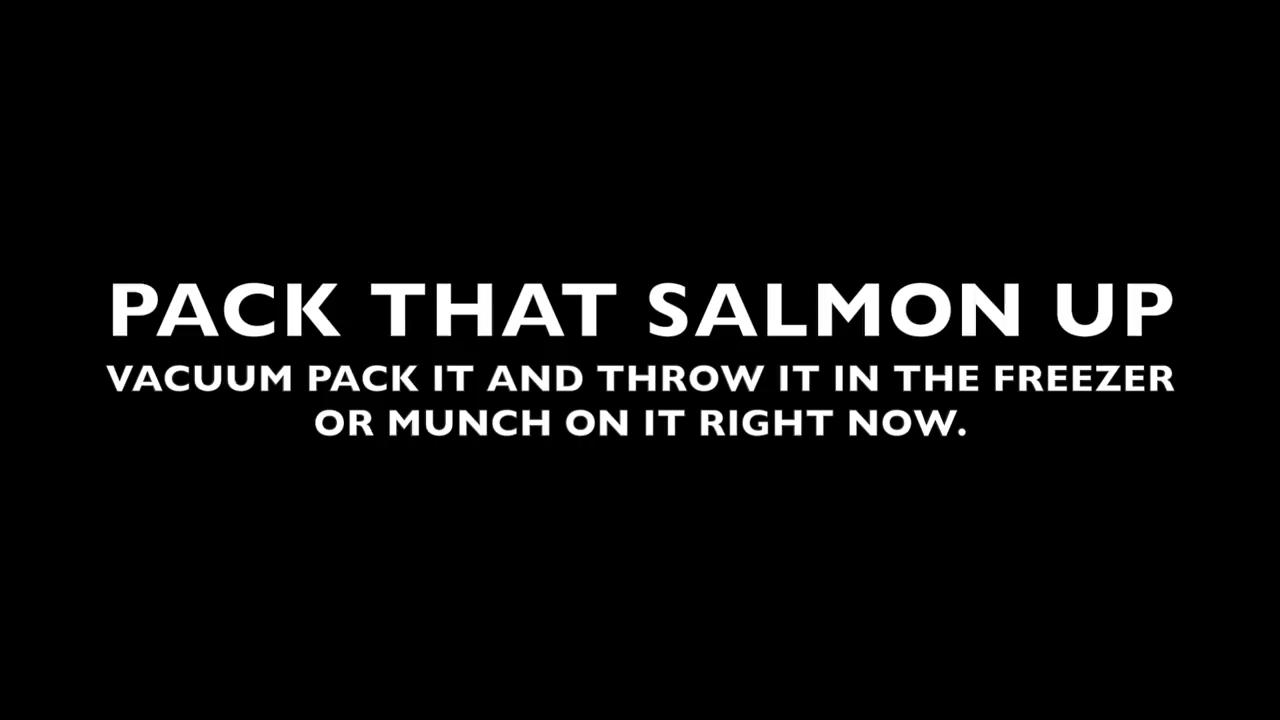 PACK THAT SALMON UP
VACUUM PACK IT AND THROW IT IN THE FREEZER
OR MUNCH ON IT RIGHT NOW.